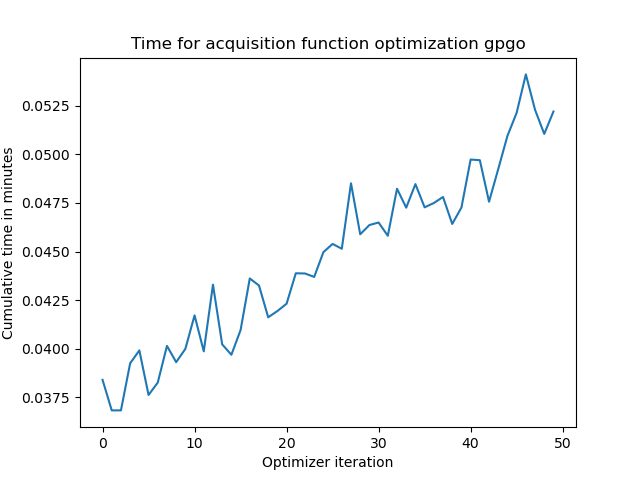 Time for acquisition function optimization gpgo
Cumulative time in minutes
0.0525
0.0500
0.0475
0.0450
0.0425
0.0400
0.0375
0 10 20 30 40 50
Optimizer iteration